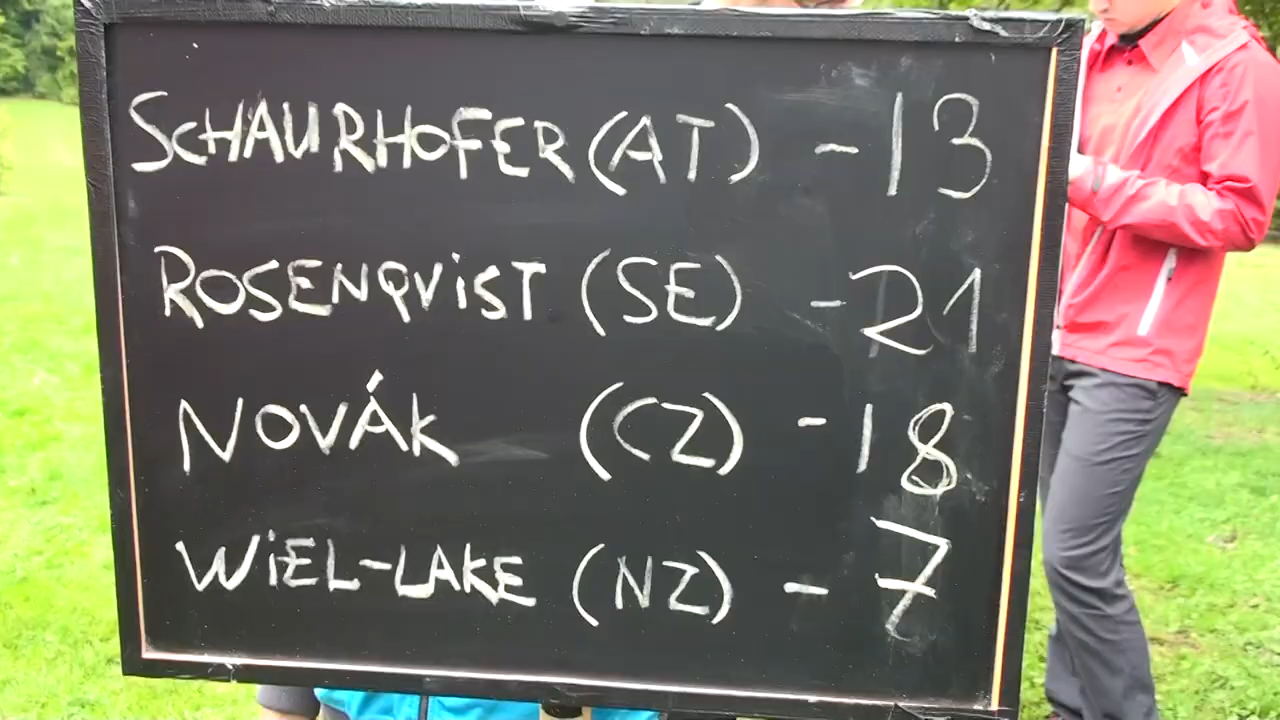 SCHAURHOFER (AT) - 13
ROSENQViST (SE) - 21
NOVÁK (CZ) - 18
WiEL-LAKE (NZ) - 7